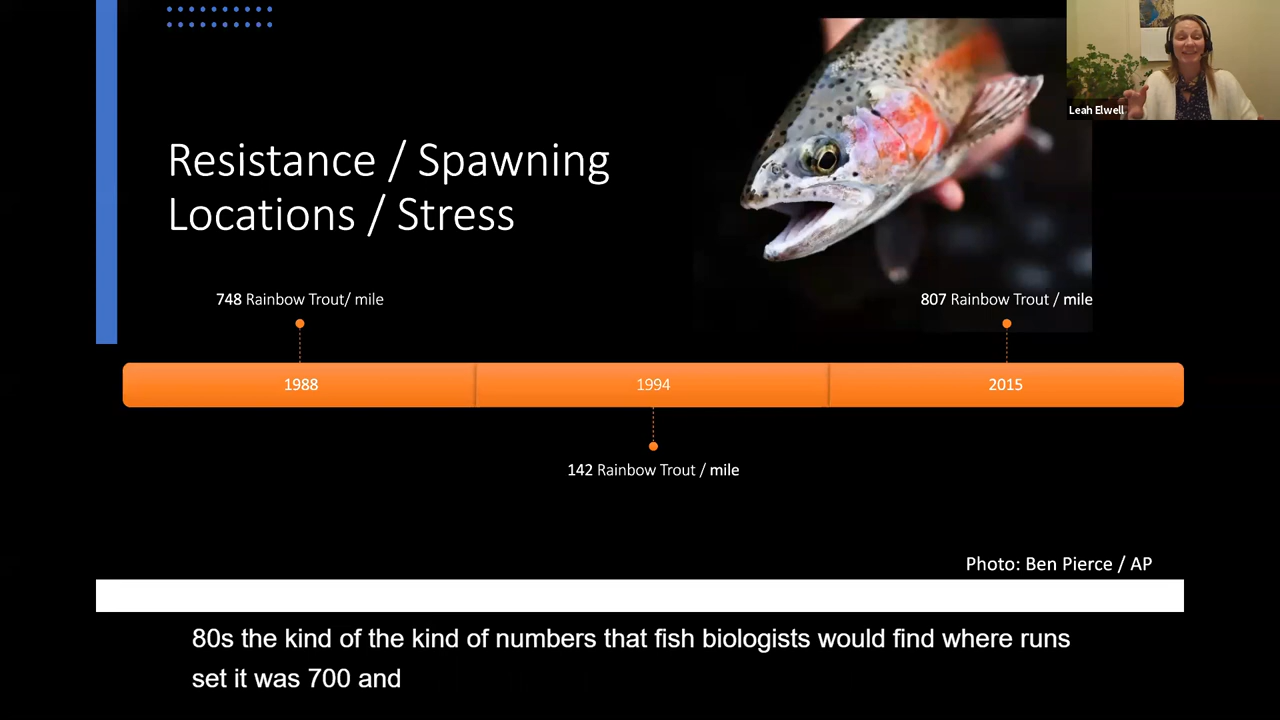 Leah Elwell
Resistance / Spawning
Locations / Stress
748 Rainbow Trout/ mile
807 Rainbow Trout / mile
1988
1994
2015
142 Rainbow Trout / mile
Photo: Ben Pierce / AP
80s the kind of the kind of numbers that fish biologists would find where runs
set it was 700 and